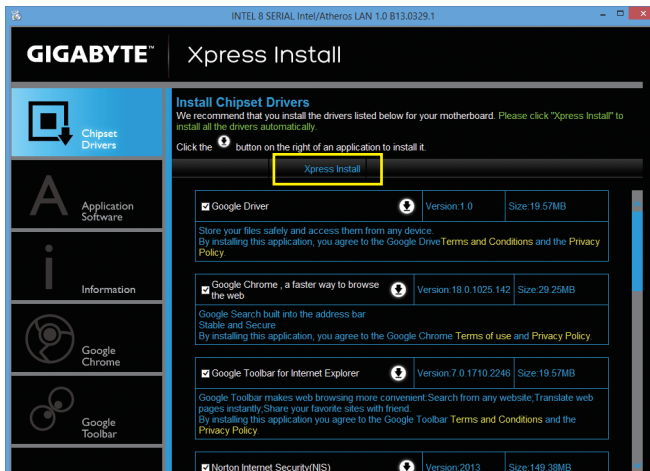 INTEL 8 SERIAL Intel/Atheros LAN 1.0 B13.0329.1
GIGABYTE™
Xpress Install
Chipset
Drivers
Application
Software
Information
Google
Chrome
Google
Toolbar
Install Chipset Drivers
We recommend that you install the drivers listed below for your motherboard. Please click "Xpress Install" to
install all the drivers automatically.
Click the button on the right of an application to install it.
Xpress Install
Google Driver
Version:1.0
Size:19.57MB
Store your files safely and access them from any device.
By installing this application, you agree to the Google DriveTerms and Conditions and the Privacy
Policy.
Google Chrome , a faster way to browse
the web
Version:18.0.1025.142
Size:29.25MB
Google Search built into the address bar
Stable and Secure
By installing this application, you agree to the Google Chrome Terms of use and Privacy Policy.
Google Toolbar for Internet Explorer
Version:7.0.1710.2246
Size:19.57MB
Google Toolbar makes web browsing more convenient:Search from any website;Translate web
pages instantly;Share your favorite sites with friend.
By installing this application, you agree to the Google Toolbar Terms and Conditions and the
Privacy Policy.
Norton Internet Security(NIS)
Version:2013
Size:149.38MB